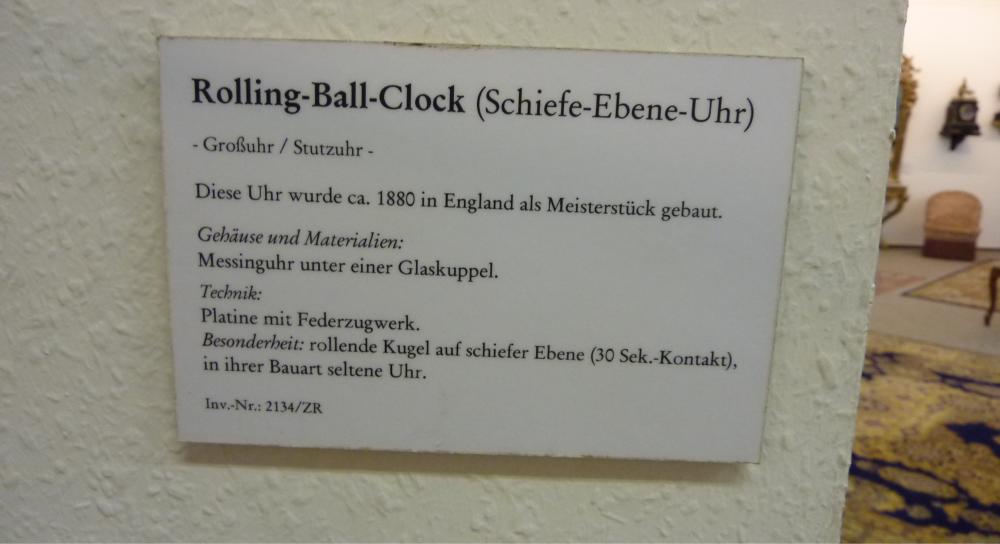 Rolling-Ball-Clock (Schiefe-Ebene-Uhr)
- Großuhr / Stutzuhr -
Diese Uhr wurde ca. 1880 in England als Meisterstück gebaut.
Gehäuse und Materialien:
Messinguhr unter einer Glaskuppel.
Technik:
Platine mit Federzugwerk.
Besonderheit: rollende Kugel auf schiefer Ebene (30 Sek.-Kontakt),
in ihrer Bauart seltene Uhr.
Inv.-Nr.: 2134/ZR